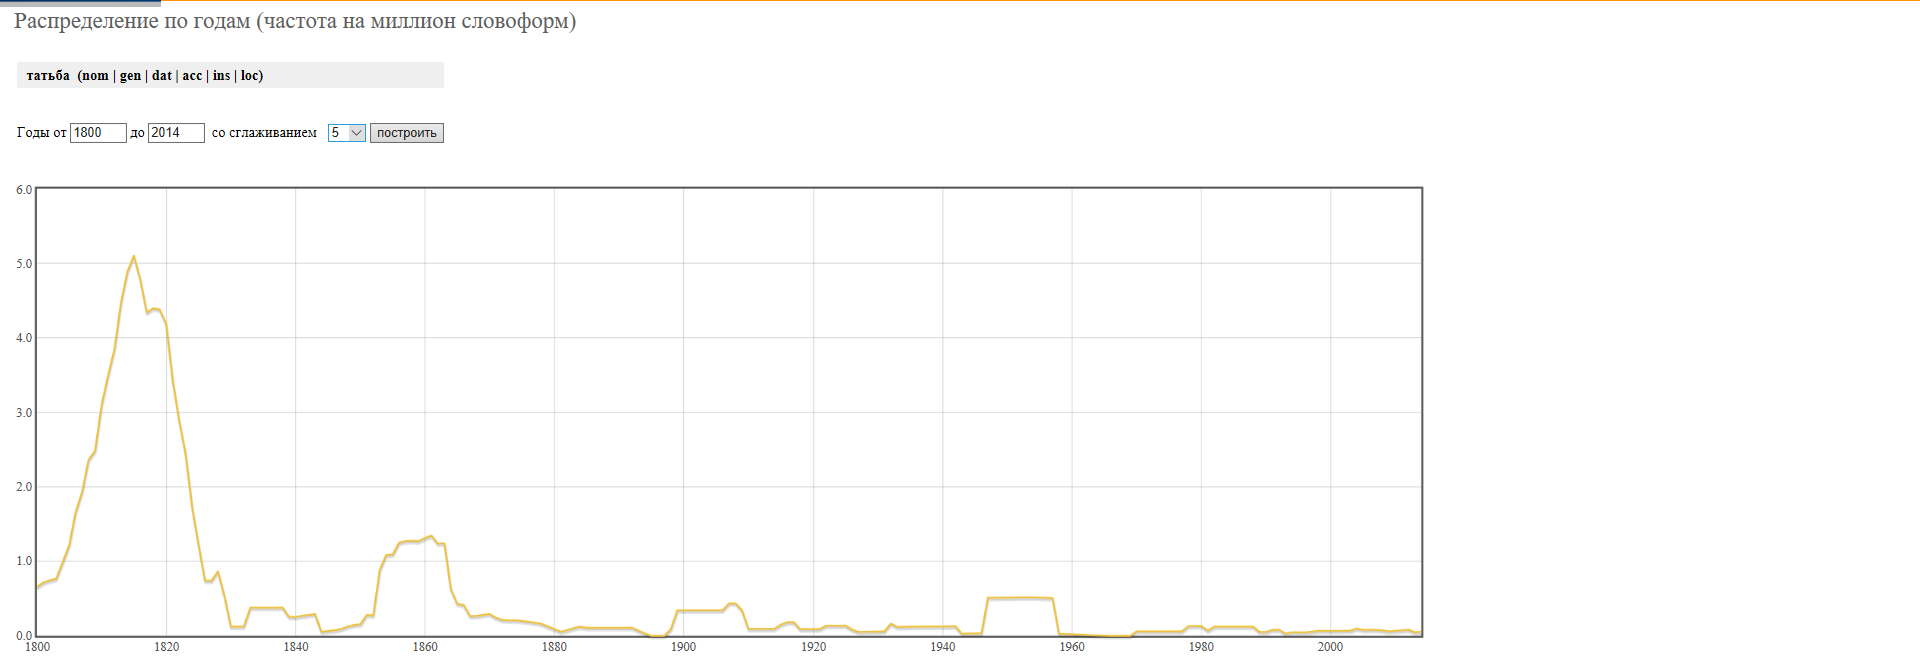 Распределение по годам (частота на миллион словоформ)
татьба (nom | gen | dat | acc | ins | loc)
Годы от 1800 до 2014 со сглаживанием 5 построить
6.0
5.0
4.0
3.0
2.0
1.0
0.0
1800 1820 1840 1860 1880 1900 1920 1940 1960 1980 2000